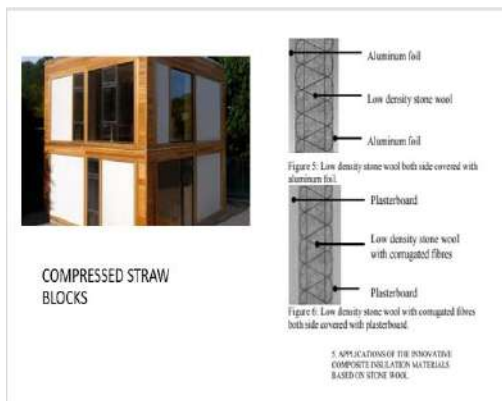 COMPRESSED STRAW
BLOCKS
Aluminum foil
Low density stone wool
Aluminum foil
Figure 5: Low density stone wool both side covered with
aluminum foil.
Plasterboard
Low density stone wool
with corrugated fibres
Plasterboard
Figure 6: Low density stone wool with corrugated fibres
both side covered with plasterboard.
5. APPLICATIONS OF THE INNOVATIVE
COMPOSITE INSULATION MATERIALS
BASED ON STONE WOOL